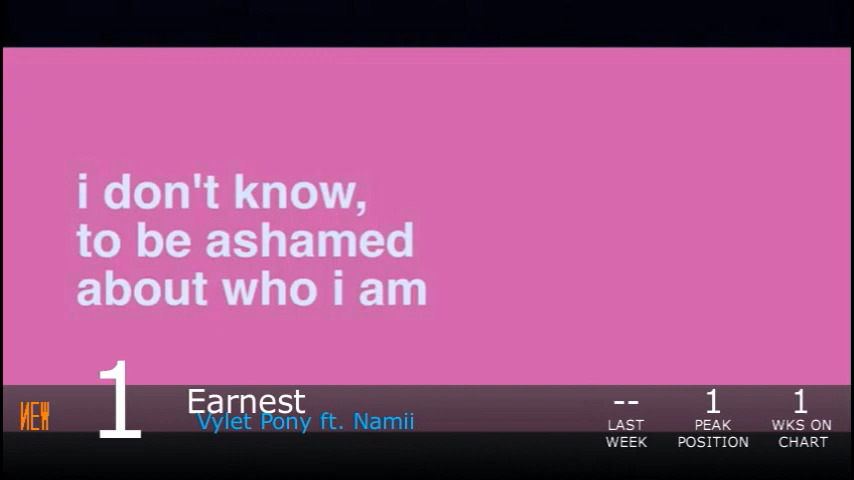 i don't know,
to be ashamed
about who i am
NEW
1
Earnest
Vylet Pony ft. Namii
--
LAST
WEEK
1
PEAK
POSITION
1
WKS ON
CHART